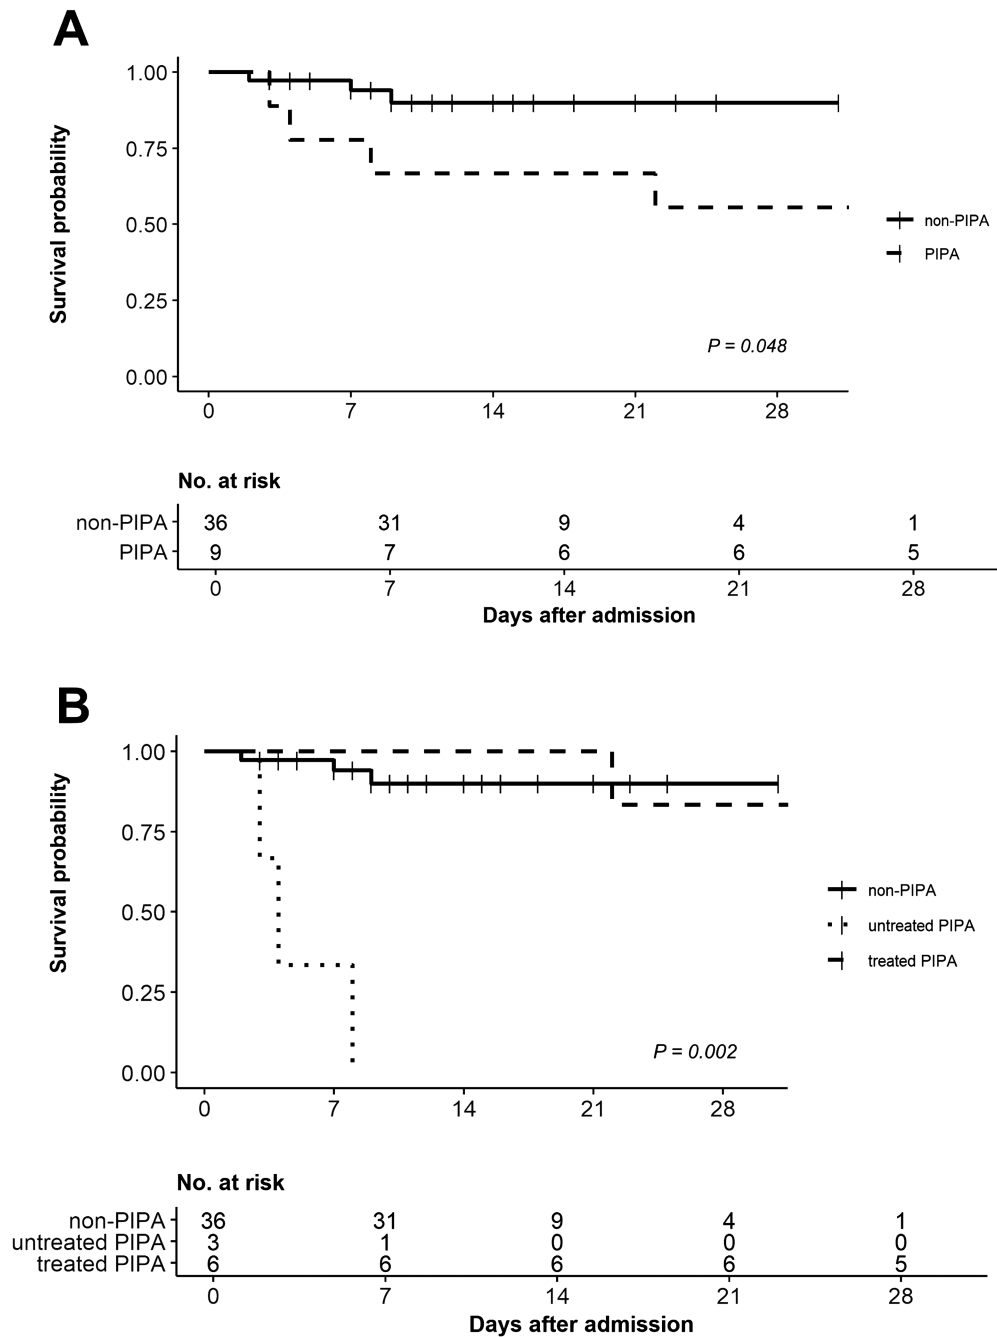 A
Survival probability
1.00
0.75
0.50
0.25
0.00
0 7 14 21 28
P = 0.048
non-PIPA
PIPA
No. at risk
non-PIPA 36 31 9 4 1
PIPA 9 7 6 6 5
0 7 14 21 28
Days after admission
B
Survival probability
1.00
0.75
0.50
0.25
0.00
0 7 14 21 28
P = 0.002
non-PIPA
untreated PIPA
treated PIPA
No. at risk
non-PIPA 36 31 9 4 1
untreated PIPA 3 1 0 0 0
treated PIPA 6 6 6 6 5
0 7 14 21 28
Days after admission